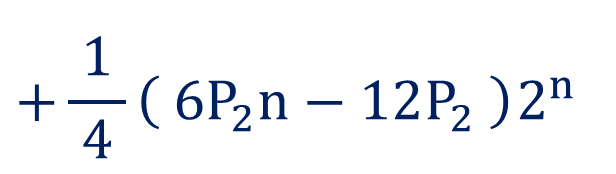 + 1/4 ( 6P₂n − 12P₂ )2ⁿ